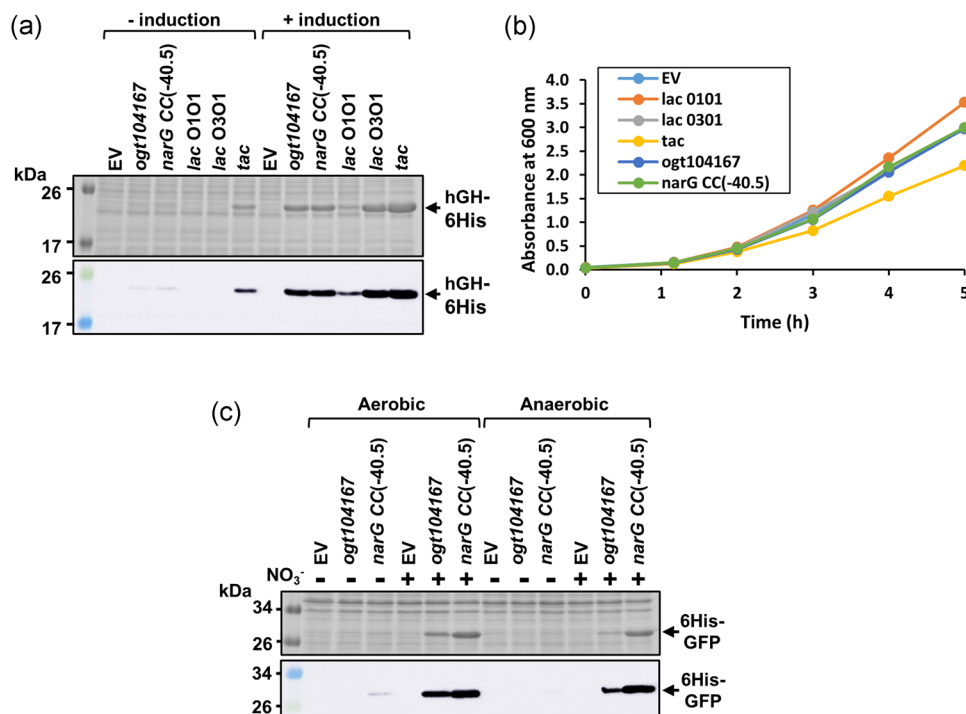 (a)
- induction
+ induction
EV
ogt104167
narG CC(-40.5)
lac O1O1
lac O3O1
tac
EV
ogt104167
narG CC(-40.5)
lac O1O1
lac O3O1
tac
kDa
26
17
hGH-
6His
26
17
hGH-
6His
(b)
Absorbance at 600 nm
4.0
3.5
3.0
2.5
2.0
1.5
1.0
0.5
0.0
EV
lac 0101
lac 0301
tac
ogt104167
narG CC(-40.5)
0 1 2 3 4 5
Time (h)
(c)
Aerobic
Anaerobic
EV
ogt104167
narG CC(-40.5)
EV
ogt104167
narG CC(-40.5)
EV
ogt104167
narG CC(-40.5)
EV
ogt104167
narG CC(-40.5)
NO3- - - - + + + - - - + + +
kDa
34
26
6His-
GFP
34
26
6His-
GFP